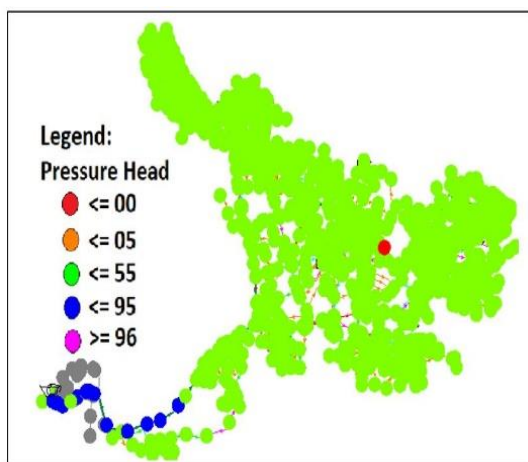 Legend:
Pressure Head
<= 00
<= 05
<= 55
<= 95
>= 96